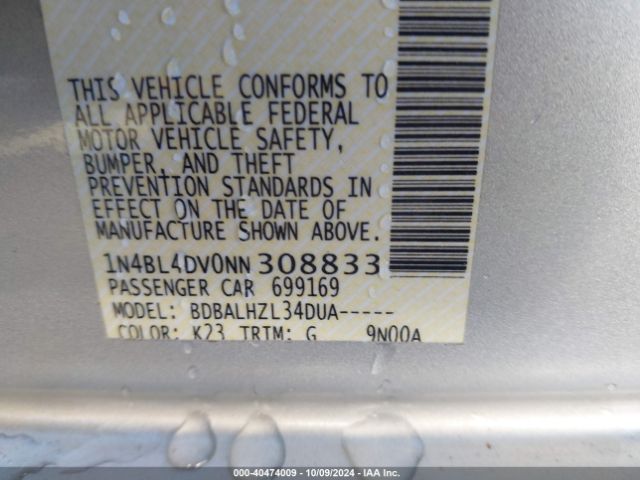 THIS VEHICLE CONFORMS TO
ALL APPLICABLE FEDERAL
MOTOR VEHICLE SAFETY,
BUMPER, AND THEFT
PREVENTION STANDARDS IN
EFFECT ON THE DATE OF
MANUFACTURE SHOWN ABOVE.
1N4BL4DV0NN308833
PASSENGER CAR 699169
MODEL: BDBALHZL34DUA-----
COLOR: K23 TRIM: G 9N00A
000-40474009 - 10/09/2024 - IAA Inc.